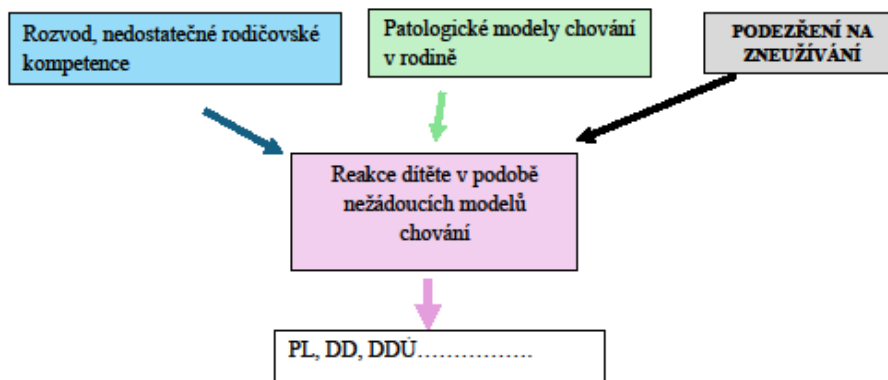 Rozvod, nedostatečné rodičovské
kompetence
Patologické modely chování
v rodině
PODEZŘENÍ NA
ZNEUŽÍVÁNÍ
Reakce dítěte v podobě
nežádoucích modelů
chování
PL, DD, DDÚ................